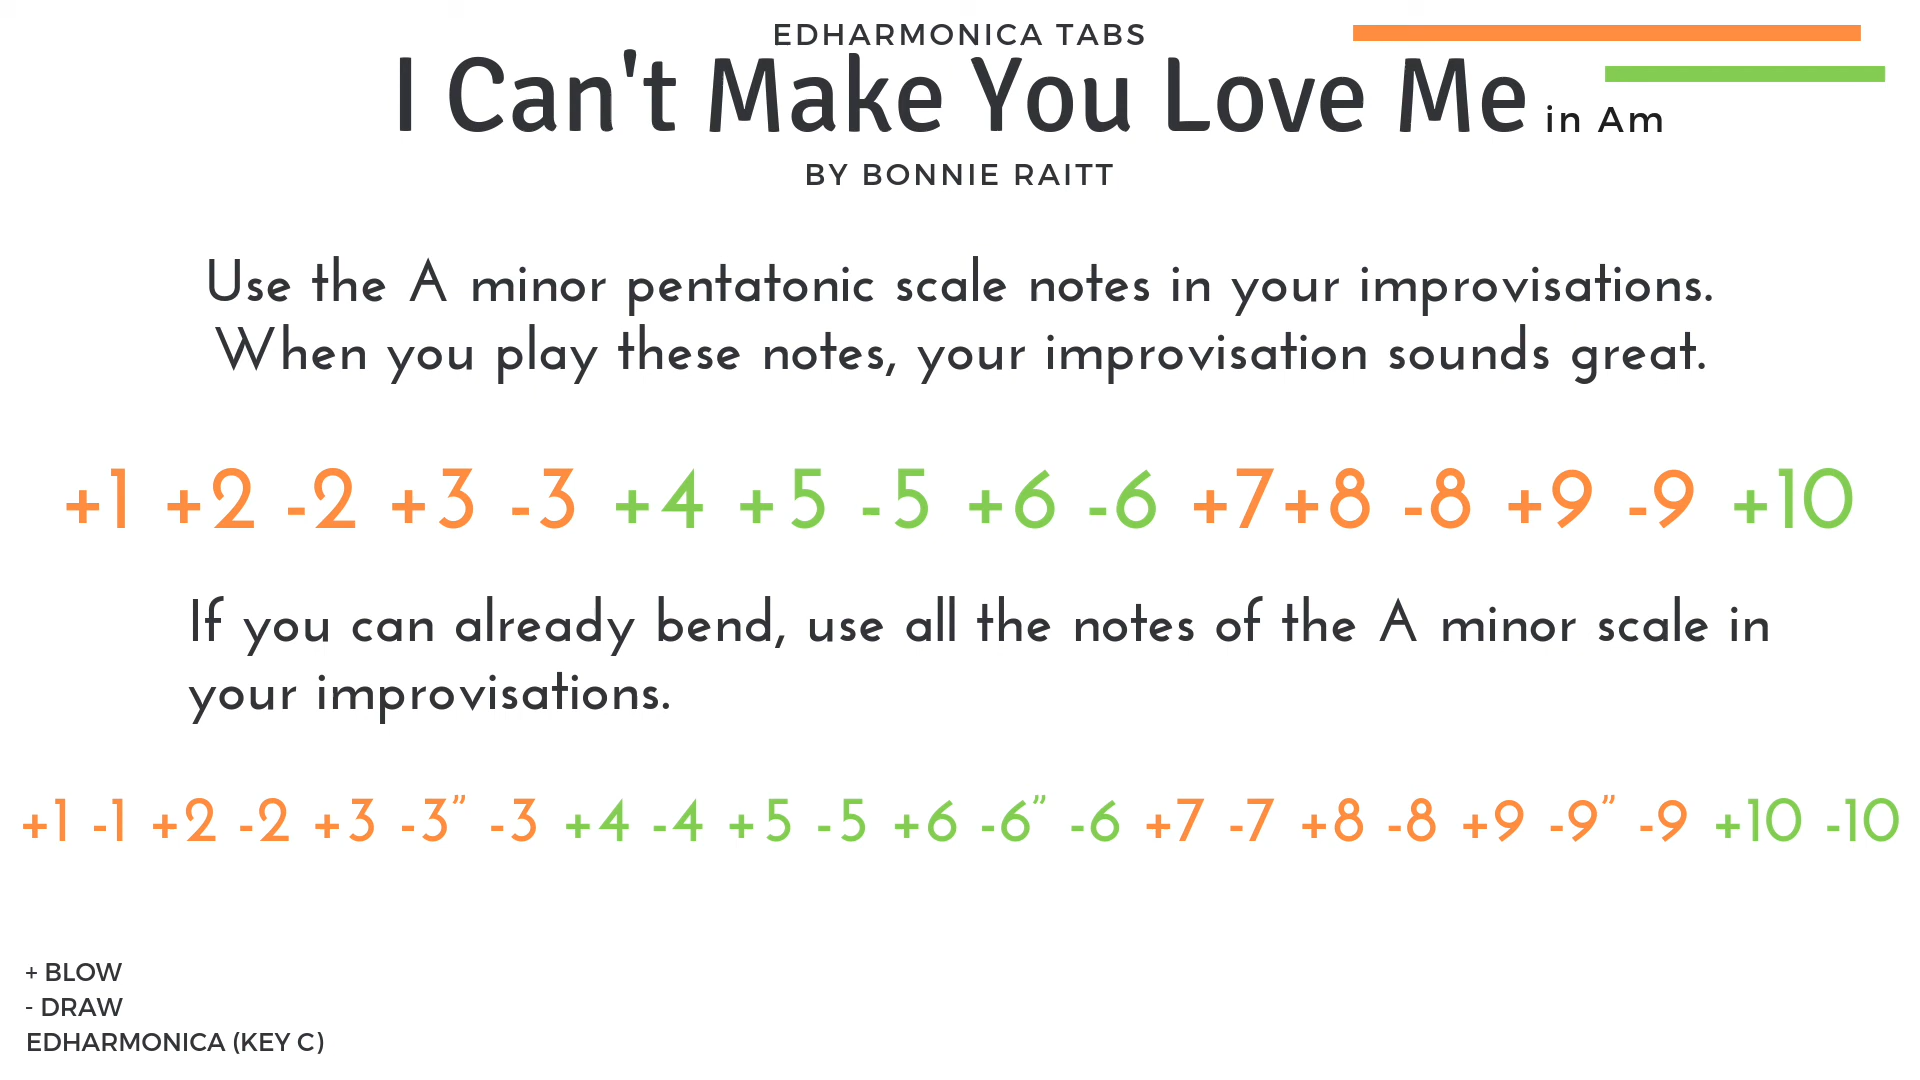 EDHARMONICA TABS
I Can't Make You Love Me in Am
BY BONNIE RAITT
Use the A minor pentatonic scale notes in your improvisations.
When you play these notes, your improvisation sounds great.
+1 +2 -2 +3 -3 +4 +5 -5 +6 -6 +7+8 -8 +9 -9 +10
If you can already bend, use all the notes of the A minor scale in
your improvisations.
+1 -1 +2 -2 +3 -3” -3 +4 -4 +5 -5 +6 -6” -6 +7 -7 +8 -8 +9 -9” -9 +10 -10
+ BLOW
- DRAW
EDHARMONICA (KEY C)